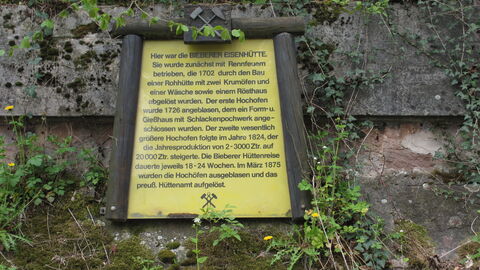 Hier war die BIEBERER EISENHÜTTE.
Sie wurde zunächst mit Rennfeuern
betrieben, die 1702 durch den Bau
einer Rohhütte mit zwei Krumöfen und
einer Wäsche sowie einem Rösthaus
abgelöst wurden. Der erste Hochofen
wurde 1726 angeblasen, dem ein Form- u.
Gießhaus mit Schlackenpochwerk ange-
schlossen wurden. Der zweite wesentlich
größere Hochofen folgte im Jahre 1824, der
die Jahresproduktion von 2-3000 Ztr. auf
20 000 Ztr. steigerte. Die Bieberer Hüttenreise
dauerte jeweils 18-24 Wochen. Im März 1875
wurden die Hochöfen ausgeblasen und das
preuß. Hüttenamt aufgelöst.